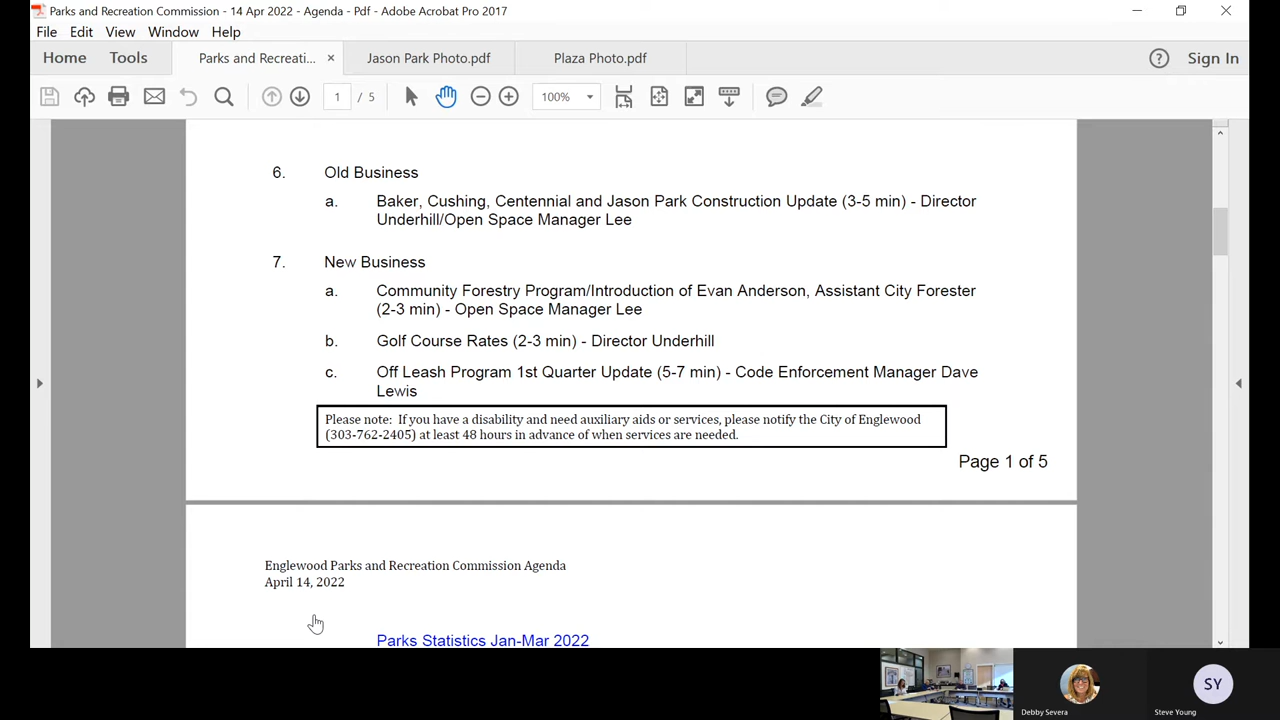 Parks and Recreation Commission - 14 Apr 2022 - Agenda - Pdf - Adobe Acrobat Pro 2017
File Edit View Window Help
Home Tools Parks and Recreati... × Jason Park Photo.pdf Plaza Photo.pdf ? Sign In
1 / 5 100%
6. Old Business
a. Baker, Cushing, Centennial and Jason Park Construction Update (3-5 min) - Director
Underhill/Open Space Manager Lee
7. New Business
a. Community Forestry Program/Introduction of Evan Anderson, Assistant City Forester
(2-3 min) - Open Space Manager Lee
b. Golf Course Rates (2-3 min) - Director Underhill
c. Off Leash Program 1st Quarter Update (5-7 min) - Code Enforcement Manager Dave
Lewis
Please note: If you have a disability and need auxiliary aids or services, please notify the City of Englewood
(303-762-2405) at least 48 hours in advance of when services are needed.
Page 1 of 5
Englewood Parks and Recreation Commission Agenda
April 14, 2022
Parks Statistics Jan-Mar 2022
SY
Debby Severa Steve Young